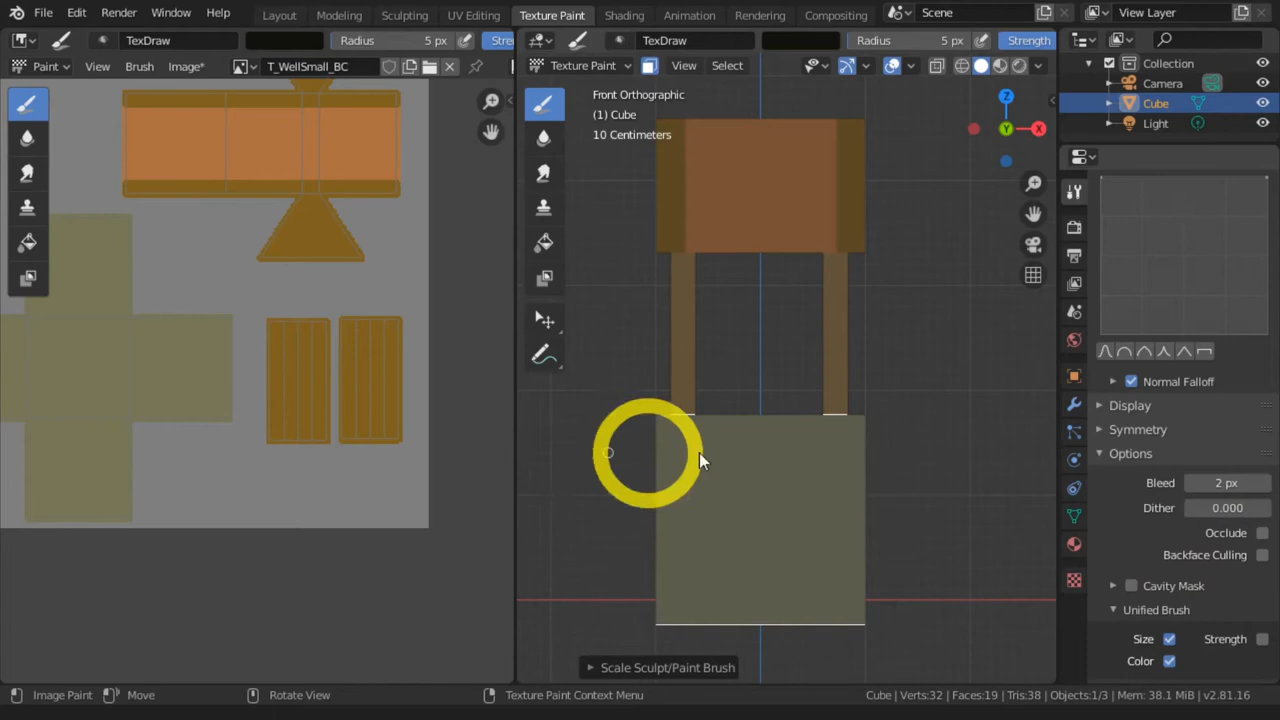 File Edit Render Window Help Layout Modeling Sculpting UV Editing Texture Paint Shading Animation Rendering Compositing Scene View Layer
TexDraw Radius 5 px TexDraw Radius 5 px Strength
Paint View Brush Image* T_WellSmall_BC Texture Paint View Select
Collection
Camera
Cube
Light
Front Orthographic
(1) Cube
10 Centimeters
Z
Y
X
Normal Falloff
Display
Symmetry
Options
Bleed 2 px
Dither 0.000
Occlude
Backface Culling
Cavity Mask
Unified Brush
Size Strength
Color
Scale Sculpt/Paint Brush
Image Paint Move Rotate View Texture Paint Context Menu Cube | Verts:32 | Faces:19 | Tris:38 | Objects:1/3 | Mem: 38.1 MiB | v2.81.16